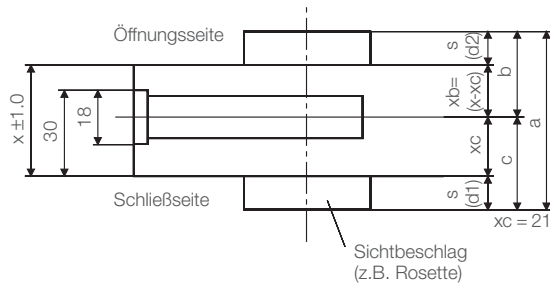 Öffnungsseite
s
(d2)
b
a
xb=
(x-xc)
x ±1.0
30
18
xc
c
Schließseite
s
(d1)
xc = 21
Sichtbeschlag
(z.B. Rosette)